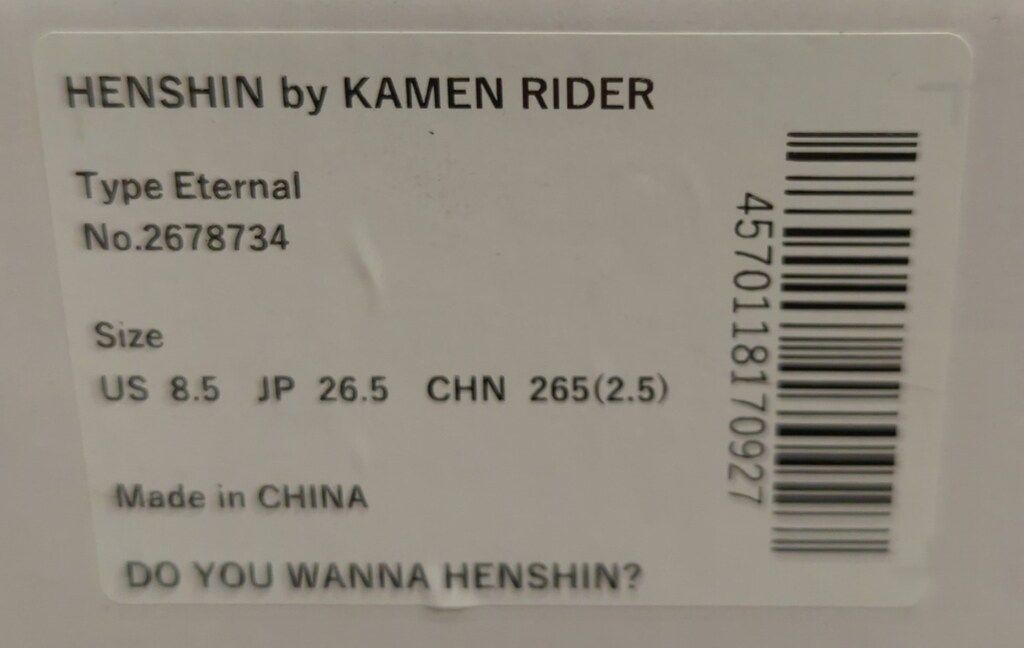 HENSHIN by KAMEN RIDER
Type Eternal
No.2678734
Size
US 8.5 JP 26.5 CHN 265(2.5)
Made in CHINA
DO YOU WANNA HENSHIN?
4570118170927